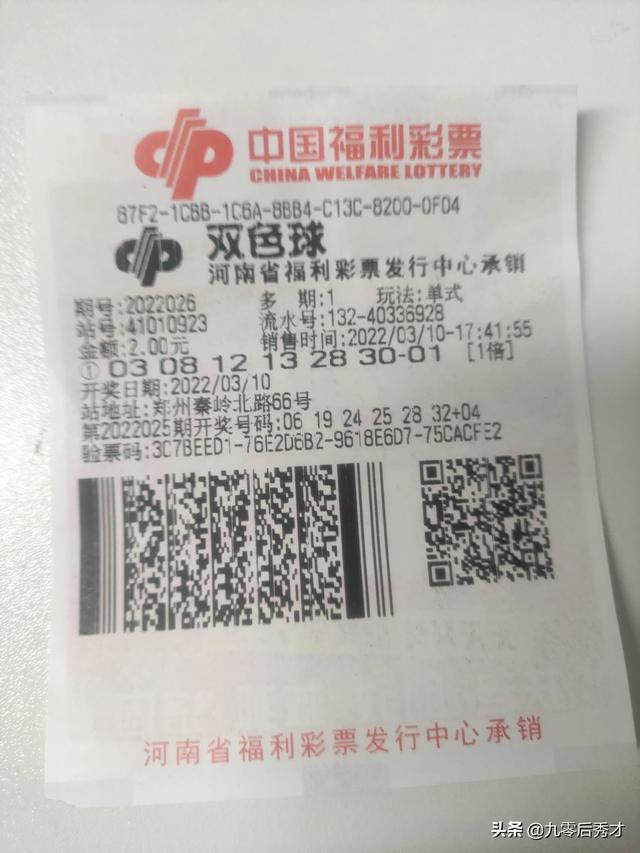 中国福利彩票
CHINA WELFARE LOTTERY
67F2-1CBB-1C6A-8BB4-C13C-8200-0F04
双色球
河南省福利彩票发行中心承销
期号:2022026 多 期:1 玩法:单式
站号:41010923 流水号:132-40336928
金额:2.00元 销售时间:2022/03/10-17:41:55
① 03 08 12 13 28 30-01 [1倍]
开奖日期:2022/03/10
站地址:郑州秦岭北路66号
第2022025期开奖号码:06 19 24 25 28 32+04
验票码:3C7BEED1-76E2D6B2-9618E6D7-75CACFE2
河南省福利彩票发行中心承销
头条 @九零后秀才